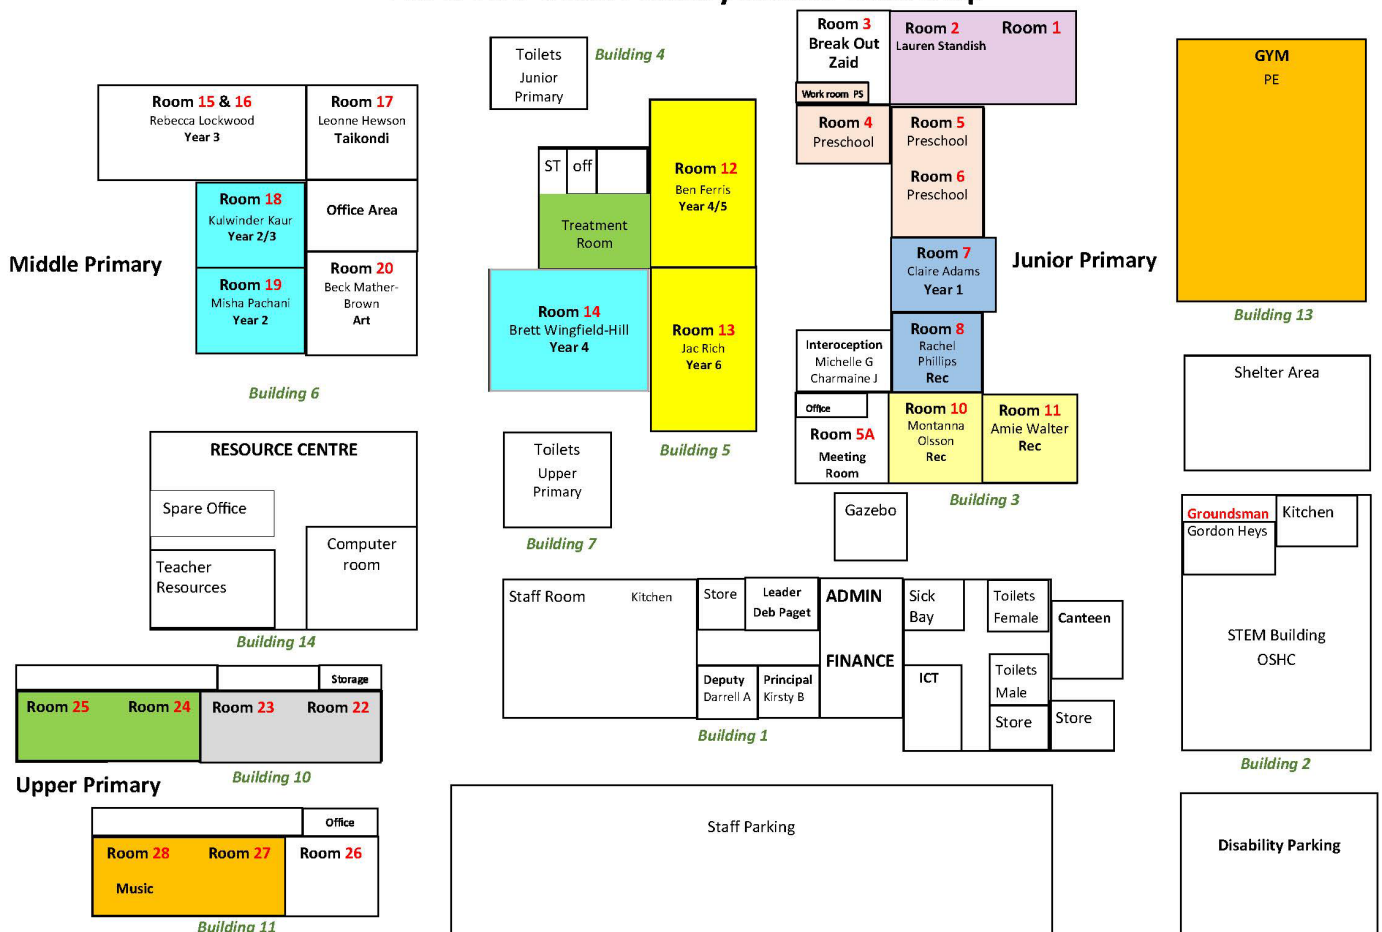 Room 3
Break Out
Zaid
Work room PS
Room 2
Lauren Standish
Room 1
GYM
PE
Building 13
Toilets
Junior
Primary
Building 4
Room 15 & 16
Rebecca Lockwood
Year 3
Room 17
Leonne Hewson
Taikondi
Room 18
Kulwinder Kaur
Year 2/3
Office Area
Room 19
Misha Pachani
Year 2
Room 20
Beck Mather-
Brown
Art
Middle Primary
Building 6
ST
off
Treatment
Room
Room 12
Ben Ferris
Year 4/5
Room 14
Brett Wingfield-Hill
Year 4
Room 13
Jac Rich
Year 6
Building 5
Room 4
Preschool
Room 5
Preschool
Room 6
Preschool
Room 7
Claire Adams
Year 1
Junior Primary
Interoception
Michelle G
Charmaine J
Room 8
Rachel
Phillips
Rec
Office
Room 5A
Meeting
Room
Room 10
Montanna
Olsson
Rec
Room 11
Amie Walter
Rec
Building 3
Gazebo
Shelter Area
Toilets
Upper
Primary
Building 7
RESOURCE CENTRE
Spare Office
Teacher
Resources
Computer
room
Building 14
Groundsman
Gordon Heys
Kitchen
STEM Building
OSHC
Building 2
Staff Room
Kitchen
Store
Leader
Deb Paget
ADMIN
FINANCE
Sick
Bay
Toilets
Female
Canteen
Deputy
Darrell A
Principal
Kirsty B
ICT
Toilets
Male
Store
Store
Building 1
Storage
Room 25
Room 24
Room 23
Room 22
Building 10
Upper Primary
Office
Room 28
Room 27
Room 26
Music
Building 11
Staff Parking
Disability Parking